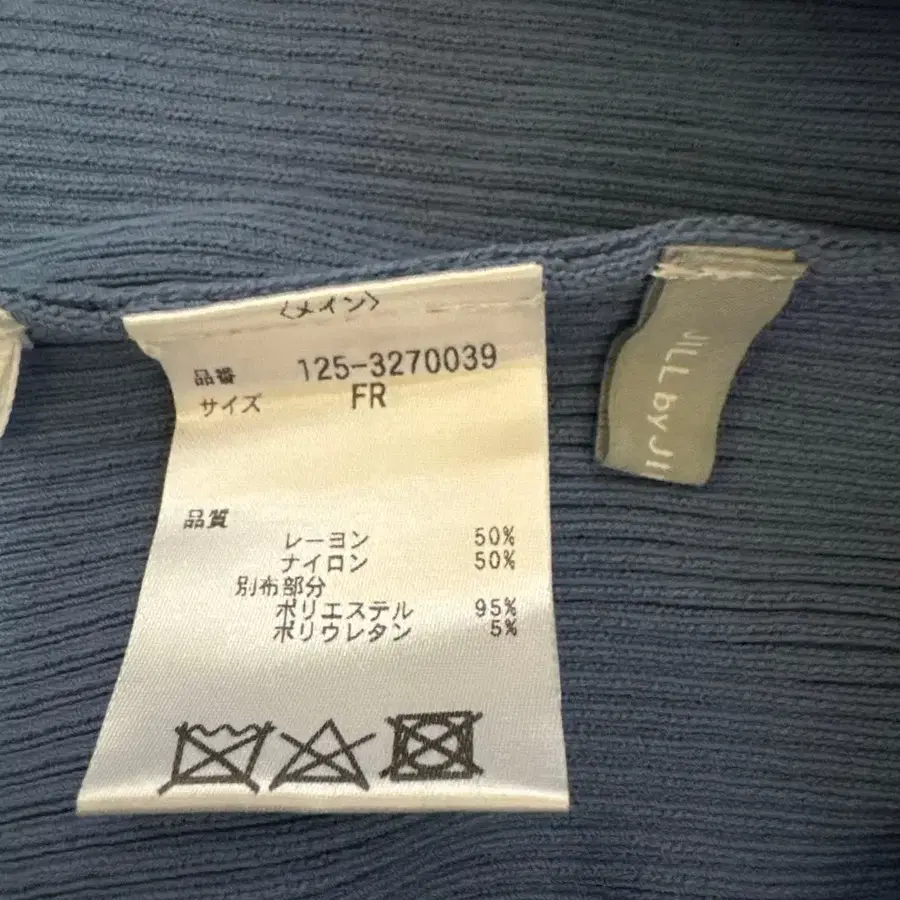 〈メイン〉
品番 125-3270039
サイズ FR
品質
レーヨン 50%
ナイロン 50%
別布部分
ポリエステル 95%
ポリウレタン 5%
JILL by JI